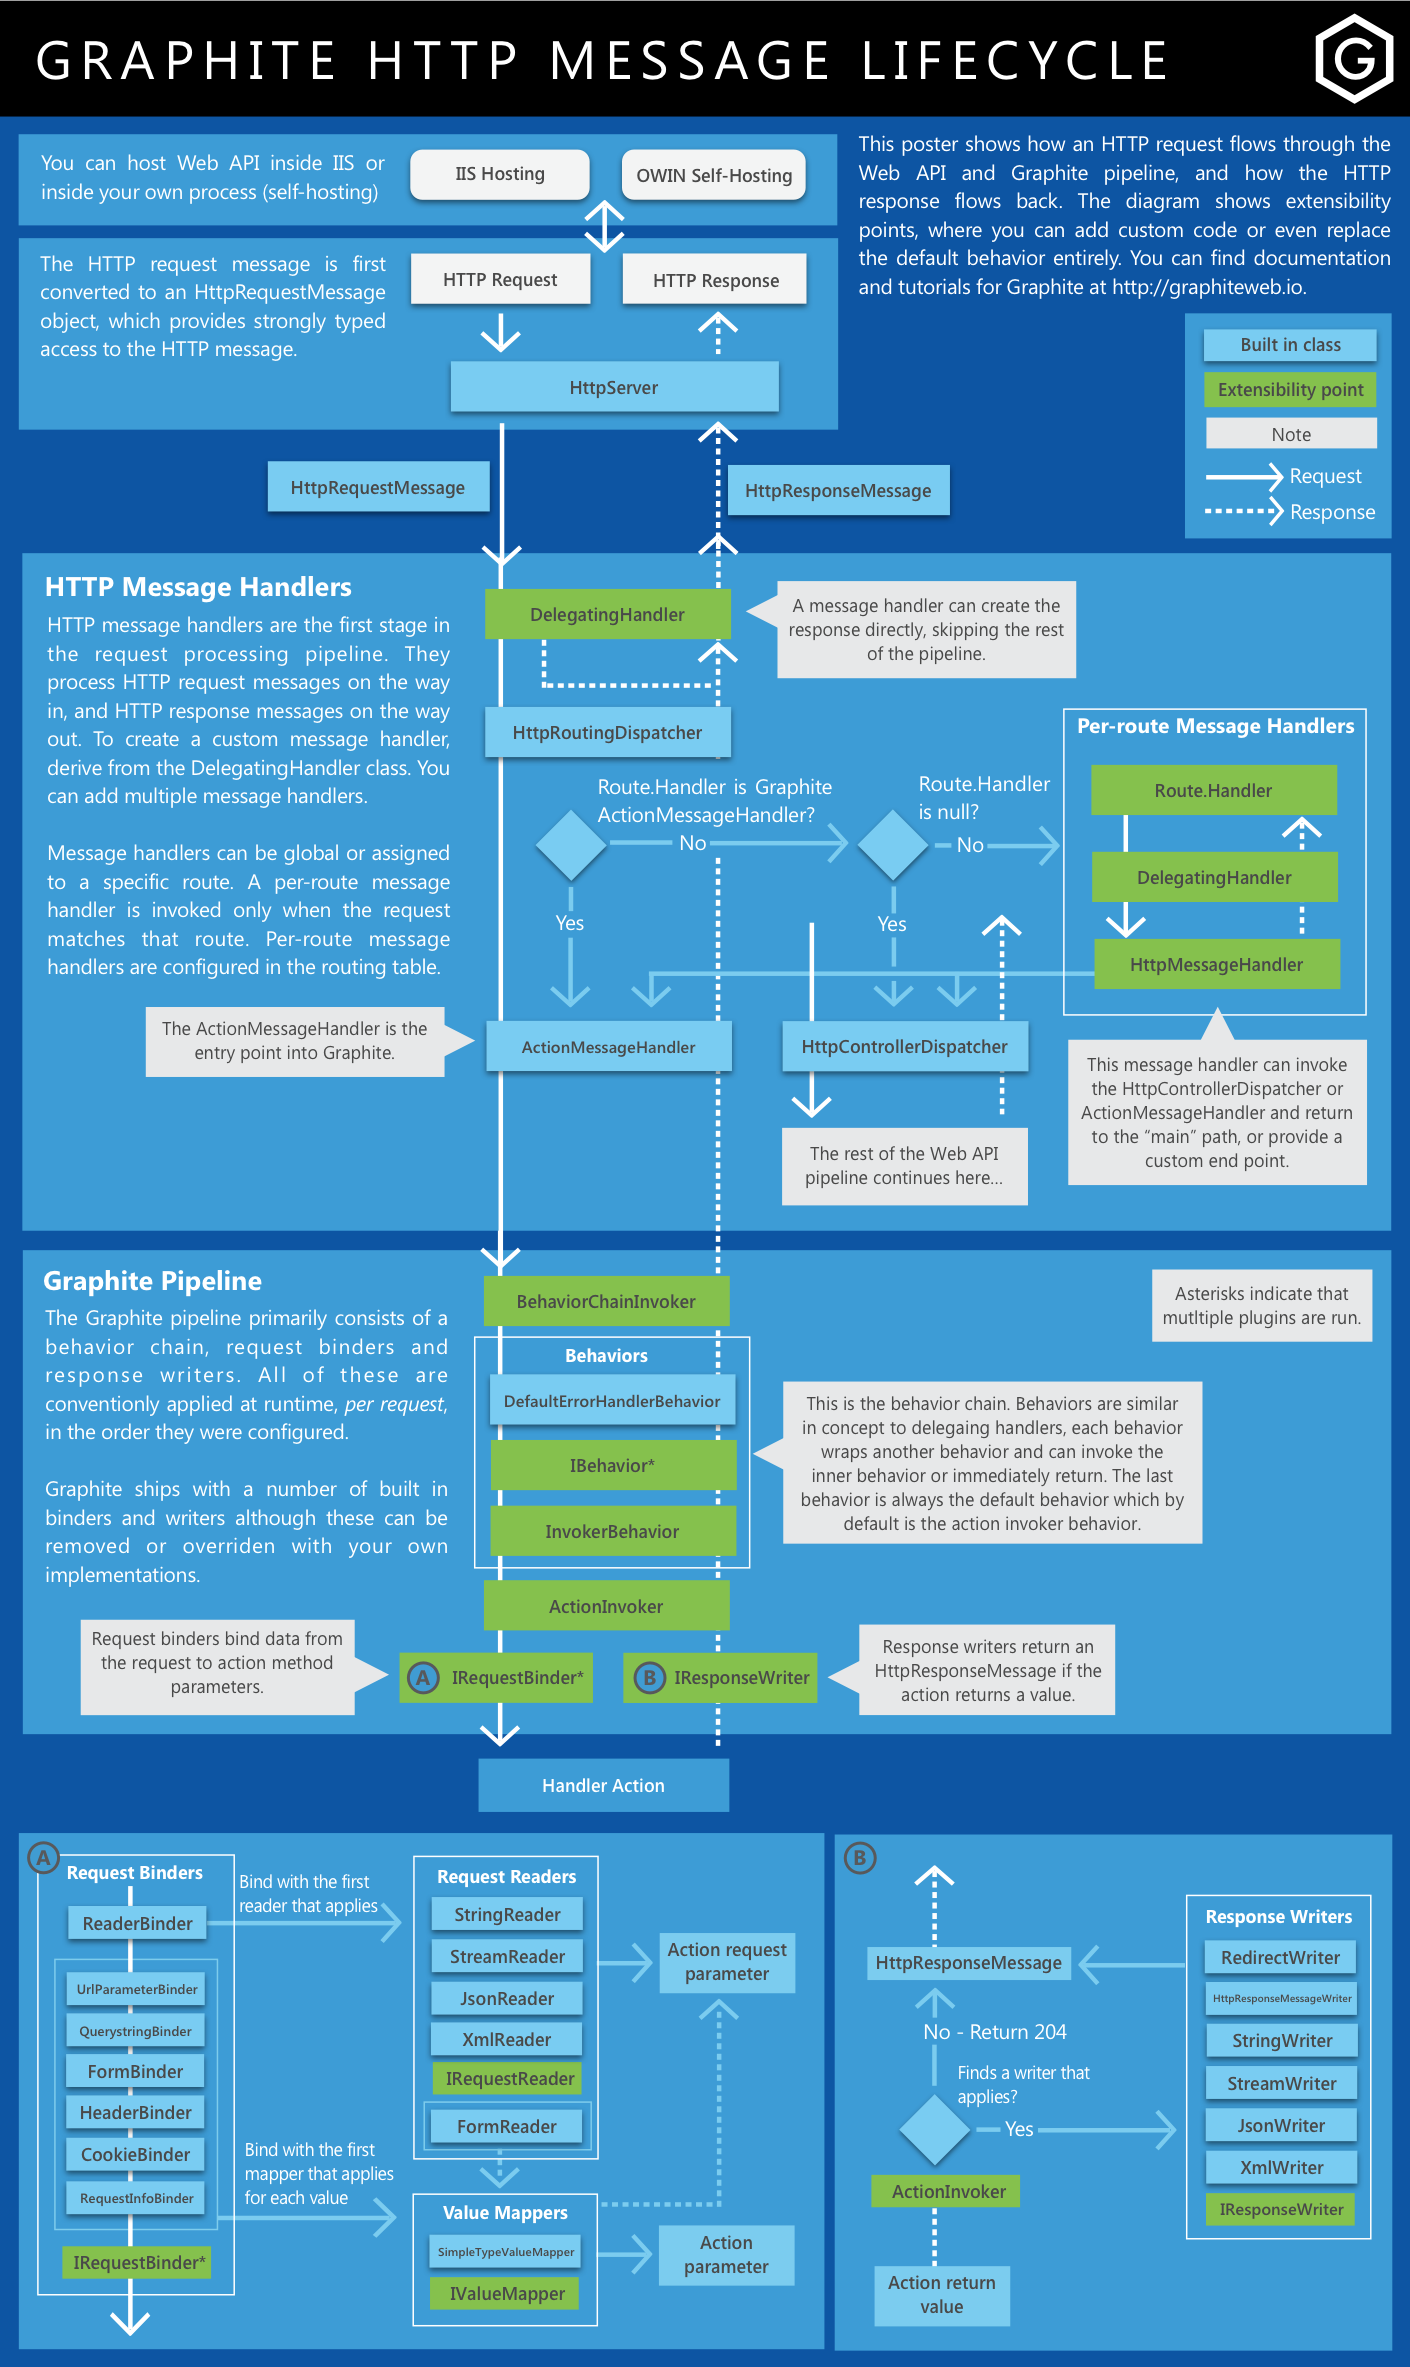 GRAPHITE HTTP MESSAGE LIFECYCLE
G
You can host Web API inside IIS or
inside your own process (self-hosting)
IIS Hosting
OWIN Self-Hosting
This poster shows how an HTTP request flows through the
Web API and Graphite pipeline, and how the HTTP
response flows back. The diagram shows extensibility
points, where you can add custom code or even replace
the default behavior entirely. You can find documentation
and tutorials for Graphite at http://graphiteweb.io.
The HTTP request message is first
converted to an HttpRequestMessage
object, which provides strongly typed
access to the HTTP message.
HTTP Request
HTTP Response
HttpServer
Built in class
Extensibility point
Note
Request
Response
HttpRequestMessage
HttpResponseMessage
HTTP Message Handlers
HTTP message handlers are the first stage in
the request processing pipeline. They
process HTTP request messages on the way
in, and HTTP response messages on the way
out. To create a custom message handler,
derive from the DelegatingHandler class. You
can add multiple message handlers.
Message handlers can be global or assigned
to a specific route. A per-route message
handler is invoked only when the request
matches that route. Per-route message
handlers are configured in the routing table.
DelegatingHandler
A message handler can create the
response directly, skipping the rest
of the pipeline.
HttpRoutingDispatcher
Route.Handler is Graphite
ActionMessageHandler?
No
Yes
Route.Handler
is null?
No
Yes
Per-route Message Handlers
Route.Handler
DelegatingHandler
HttpMessageHandler
The ActionMessageHandler is the
entry point into Graphite.
ActionMessageHandler
HttpControllerDispatcher
This message handler can invoke
the HttpControllerDispatcher or
ActionMessageHandler and return
to the “main” path, or provide a
custom end point.
The rest of the Web API
pipeline continues here...
Graphite Pipeline
The Graphite pipeline primarily consists of a
behavior chain, request binders and
response writers. All of these are
conventionly applied at runtime, per request,
in the order they were configured.
Graphite ships with a number of built in
binders and writers although these can be
removed or overriden with your own
implementations.
BehaviorChainInvoker
Asterisks indicate that
mutltiple plugins are run.
Behaviors
DefaultErrorHandlerBehavior
IBehavior*
InvokerBehavior
This is the behavior chain. Behaviors are similar
in concept to delegaing handlers, each behavior
wraps another behavior and can invoke the
inner behavior or immediately return. The last
behavior is always the default behavior which by
default is the action invoker behavior.
ActionInvoker
Request binders bind data from
the request to action method
parameters.
A IRequestBinder*
B IResponseWriter
Response writers return an
HttpResponseMessage if the
action returns a value.
Handler Action
A
Request Binders
ReaderBinder
UrlParameterBinder
QuerystringBinder
FormBinder
HeaderBinder
CookieBinder
RequestInfoBinder
IRequestBinder*
Bind with the first
reader that applies
Bind with the first
mapper that applies
for each value
Request Readers
StringReader
StreamReader
JsonReader
XmlReader
IRequestReader
FormReader
Value Mappers
SimpleTypeValueMapper
IValueMapper
Action request
parameter
Action
parameter
B
HttpResponseMessage
No - Return 204
Finds a writer that
applies?
Yes
ActionInvoker
Action return
value
Response Writers
RedirectWriter
HttpResponseMessageWriter
StringWriter
StreamWriter
JsonWriter
XmlWriter
IResponseWriter